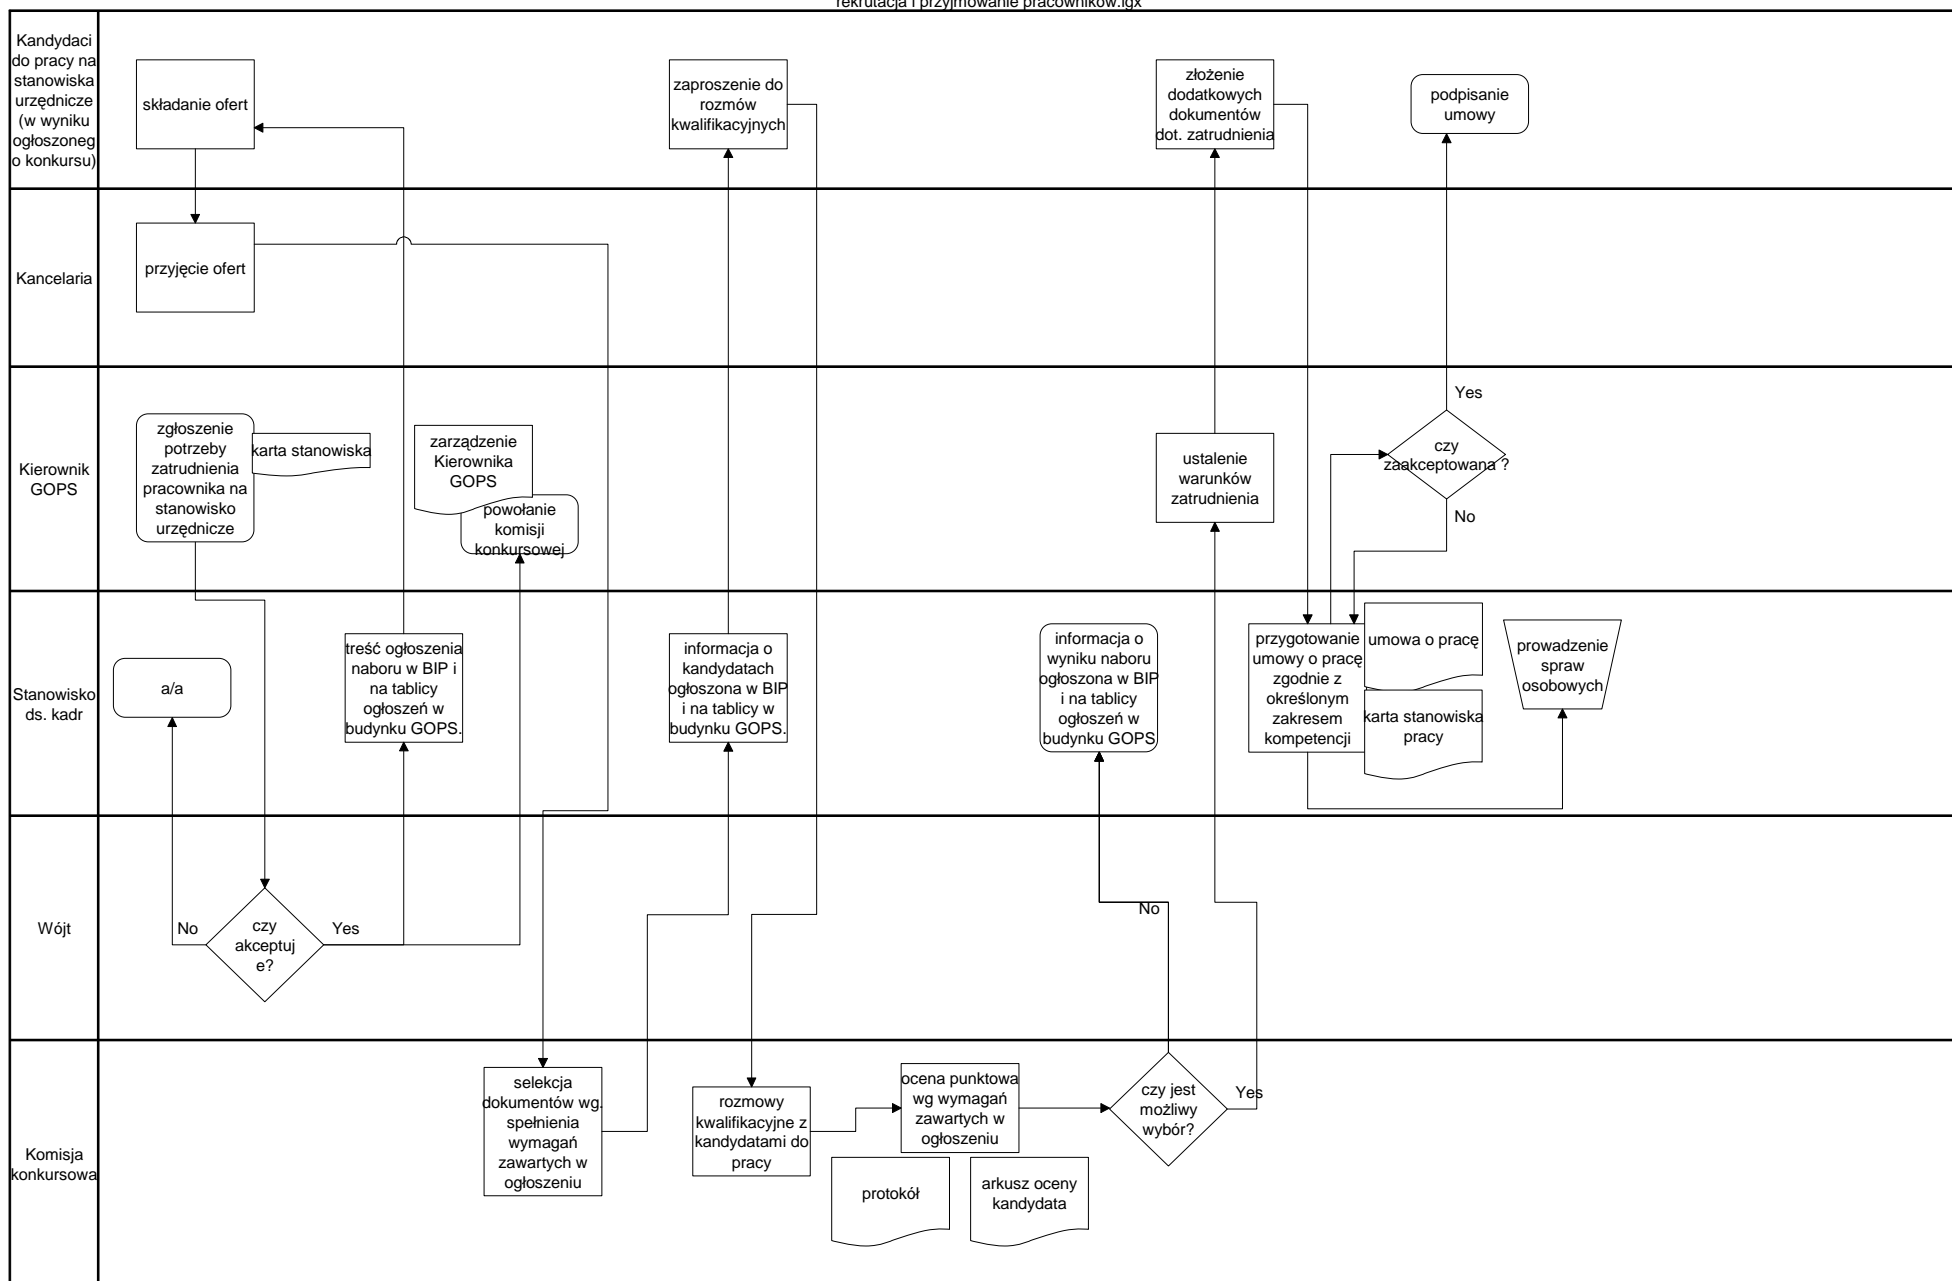 rekrutacja i przyjmowanie pracowników.igx
Kandydaci
do pracy na
stanowiska
urzędnicze
(w wyniku
ogłoszoneg
o konkursu)
składanie ofert
zaproszenie do
rozmów
kwalifikacyjnych
złożenie
dodatkowych
dokumentów
dot. zatrudnienia
podpisanie
umowy
Kancelaria
przyjęcie ofert
Kierownik
GOPS
zgłoszenie
potrzeby
zatrudnienia
pracownika na
stanowisko
urzędnicze
karta stanowiska
zarządzenie
Kierownika
GOPS
powołanie
komisji
konkursowej
ustalenie
warunków
zatrudnienia
Yes
czy
zaakceptowana ?
No
Stanowisko
ds. kadr
a/a
treść ogłoszenia
naboru w BIP i
na tablicy
ogłoszeń w
budynku GOPS.
informacja o
kandydatach
ogłoszona w BIP
i na tablicy w
budynku GOPS.
informacja o
wyniku naboru
ogłoszona w BIP
i na tablicy
ogłoszeń w
budynku GOPS
przygotowanie
umowy o pracę
zgodnie z
określonym
zakresem
kompetencji
umowa o pracę
karta stanowiska
pracy
prowadzenie
spraw
osobowych
Wójt
No
czy
akceptuj
e?
Yes
No
Komisja
konkursowa
selekcja
dokumentów wg.
spełnienia
wymagań
zawartych w
ogłoszeniu
rozmowy
kwalifikacyjne z
kandydatami do
pracy
ocena punktowa
wg wymagań
zawartych w
ogłoszeniu
protokół
arkusz oceny
kandydata
czy jest
możliwy
wybór?
Yes